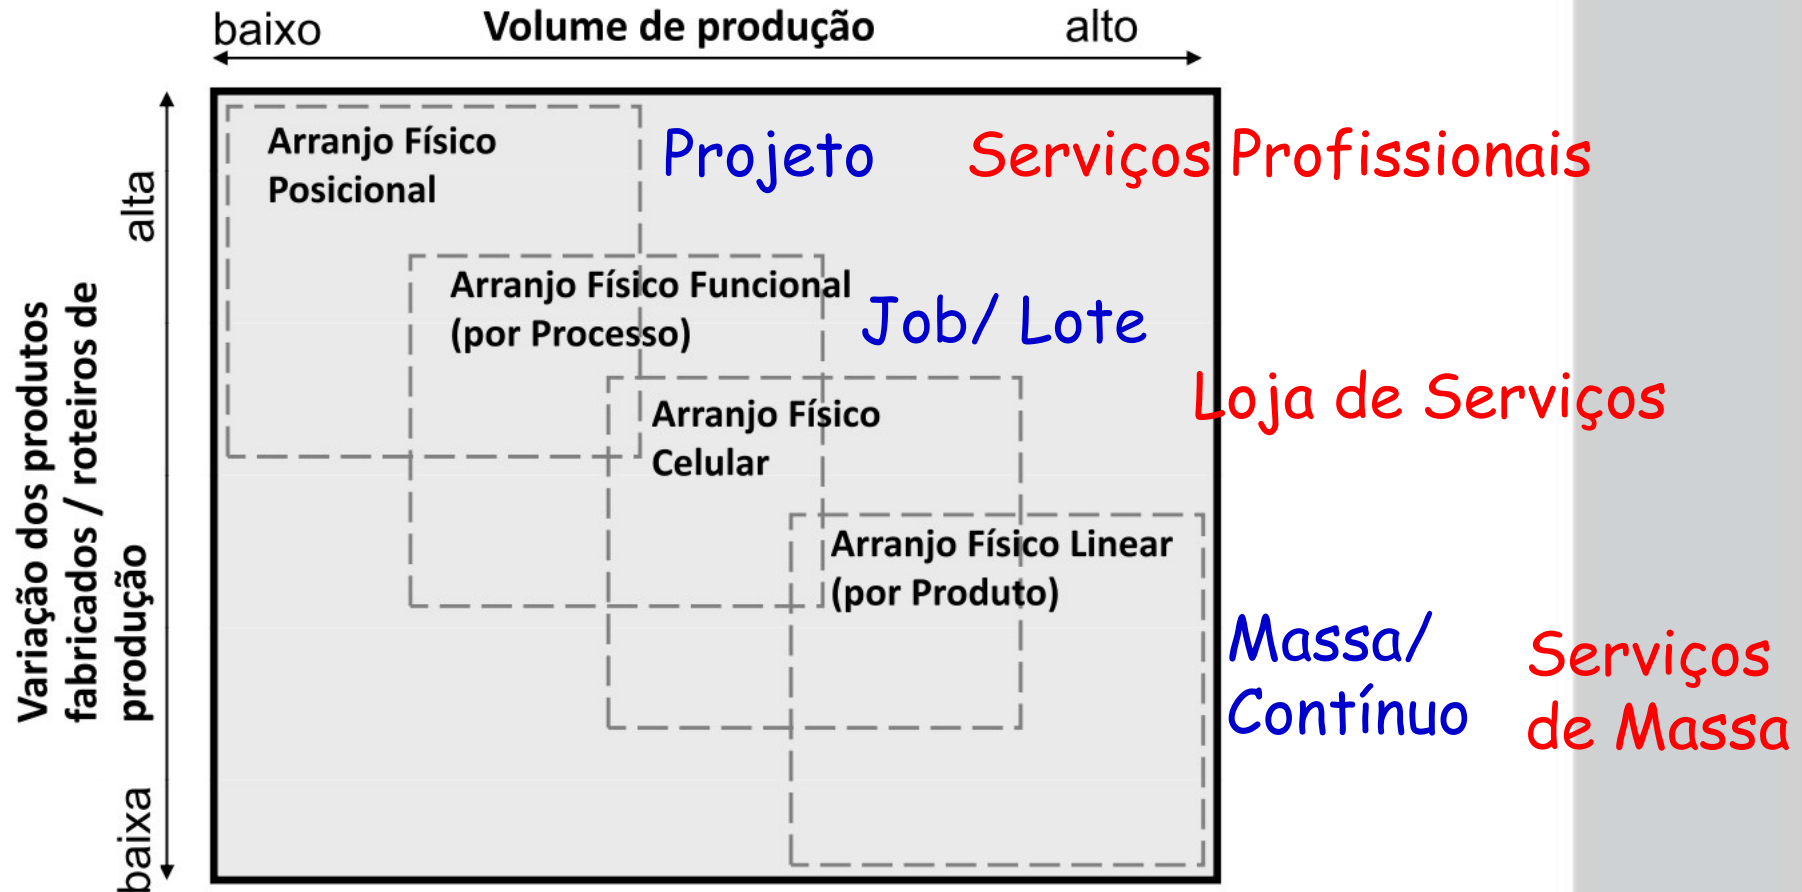 baixo Volume de produção alto
Variação dos produtos
fabricados / roteiros de
produção
alta
baixa
Arranjo Físico
Posicional
Projeto
Serviços Profissionais
Arranjo Físico Funcional
(por Processo)
Job/ Lote
Arranjo Físico
Celular
Loja de Serviços
Arranjo Físico Linear
(por Produto)
Massa/
Contínuo
Serviços
de Massa